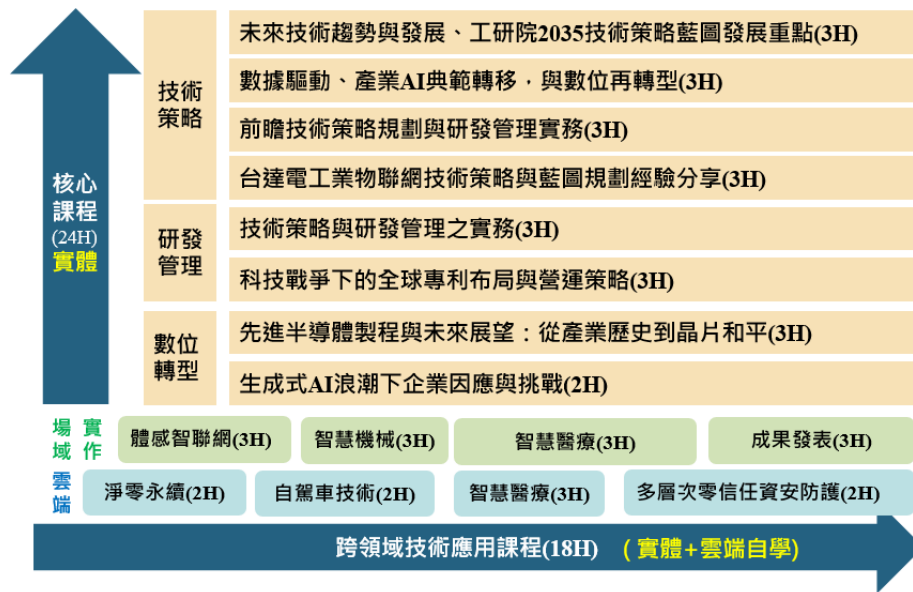 核心
課程
(24H)
實體
技術
策略
未來技術趨勢與發展、工研院2035技術策略藍圖發展重點(3H)
數據驅動、產業AI典範轉移，與數位再轉型(3H)
前瞻技術策略規劃與研發管理實務(3H)
台達電工業物聯網技術策略與藍圖規劃經驗分享(3H)
研發
管理
技術策略與研發管理之實務(3H)
科技戰爭下的全球專利布局與營運策略(3H)
數位
轉型
先進半導體製程與未來展望：從產業歷史到晶片和平(3H)
生成式AI浪潮下企業因應與挑戰(2H)
場 實
域 作
體感智聯網(3H)
智慧機械(3H)
智慧醫療(3H)
成果發表(3H)
雲
端
淨零永續(2H)
自駕車技術(2H)
智慧醫療(3H)
多層次零信任資安防護(2H)
跨領域技術應用課程(18H) (實體+雲端自學)